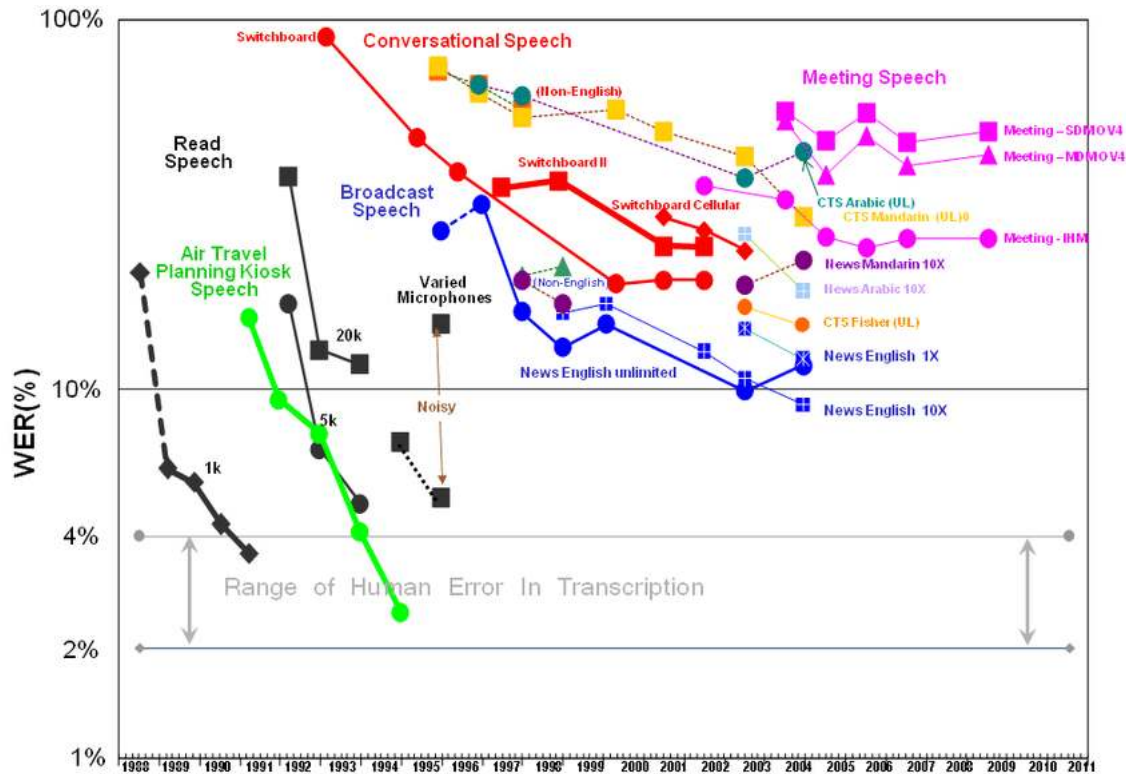 100%
Switchboard
Conversational Speech
Meeting Speech
(Non-English)
Read
Speech
Meeting – SDMOV4
Meeting – MDMOV4
Switchboard II
Broadcast
Speech
Switchboard Cellular
CTS Arabic (UL)
CTS Mandarin (UL)0
Meeting - IHM
Air Travel
Planning Kiosk
Speech
Varied
Microphones
(Non-English
News Mandarin 10X
News Arabic 10X
20k
CTS Fisher (UL)
News English 1X
News English unlimited
10%
Noisy
News English 10X
5k
WER(%)
1k
4%
Range of Human Error In Transcription
2%
1%
1988 1989 1990 1991 1992 1993 1994 1995 1996 1997 1998 1999 2000 2001 2002 2003 2004 2005 2006 2007 2008 2009 2010 2011